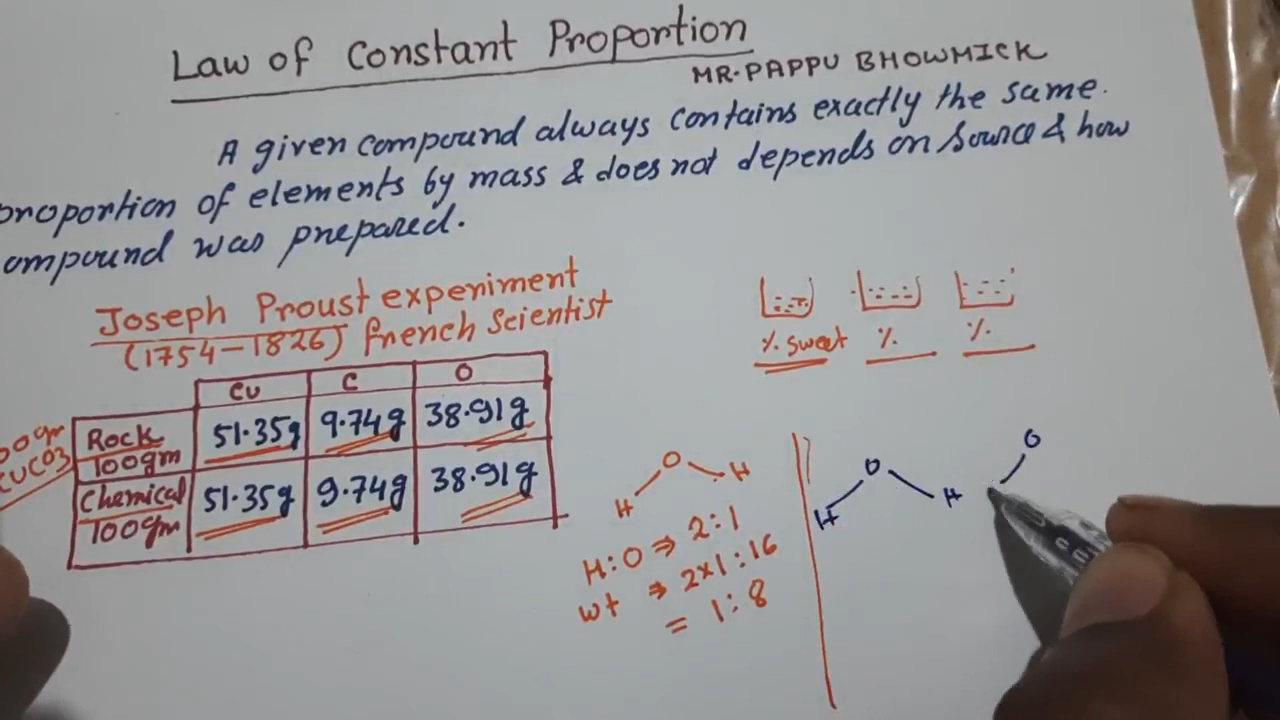 Law of Constant Proportion
MR. PAPPU BHOWMICK
A given compound always contains exactly the same.
proportion of elements by mass & does not depends on source & how
ompound was prepared.
Joseph Proust experiment
(1754-1826) french Scientist
Cu C O
Rock 100gm 51.35g 9.74g 38.91g
Chemical 100gm 51.35g 9.74g 38.91g
00gm
CuCO3
% sweet % %
O
H H
H:O ⇒ 2:1
wt ⇒ 2×1:16
= 1:8
O
H H
O